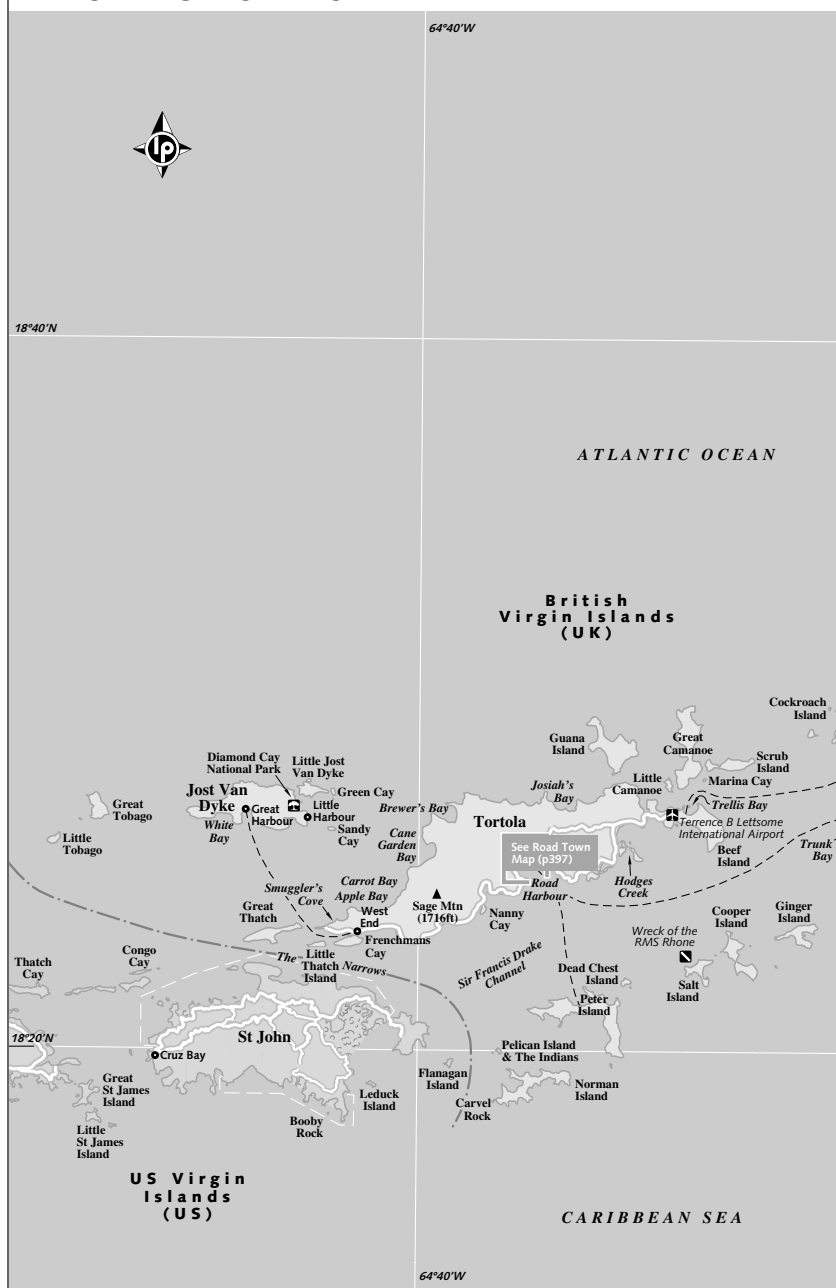 64°40'W
lp
18°40'N
ATLANTIC OCEAN
British
Virgin Islands
(UK)
Cockroach
Island
Guana
Island
Great
Camanoe
Scrub
Island
Diamond Cay
National Park
Little Jost
Van Dyke
Little
Camanoe
Marina Cay
Jost Van
Dyke
Green Cay
Josiah's
Bay
Trellis Bay
Great
Tobago
Great
Harbour
Little
Harbour
Brewer's Bay
White
Bay
Sandy
Cay
Tortola
Terrence B Lettsome
International Airport
Little
Tobago
Cane
Garden
Bay
See Road Town
Map (p397)
Beef
Island
Trunk
Bay
Smuggler's
Cove
Carrot Bay
Apple Bay
Sage Mtn
(1716ft)
Road
Harbour
Hodges
Creek
Great
Thatch
West
End
Nanny
Cay
Cooper
Island
Ginger
Island
Frenchmans
Cay
Wreck of the
RMS Rhone
Thatch
Cay
Congo
Cay
The Narrows
Little
Thatch
Island
Sir Francis Drake
Channel
Dead Chest
Island
Salt
Island
Peter
Island
18°20'N
St John
Cruz Bay
Pelican Island
& The Indians
Great
St James
Island
Flanagan
Island
Norman
Island
Leduck
Island
Carvel
Rock
Little
St James
Island
Booby
Rock
US Virgin
Islands
(US)
CARIBBEAN SEA
64°40'W